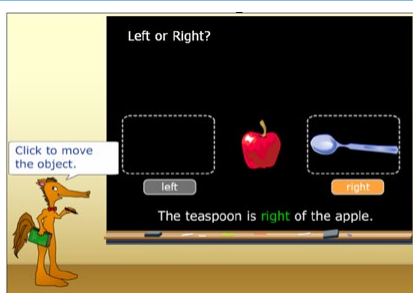 Left or Right?
Click to move
the object.
left
right
The teaspoon is right of the apple.